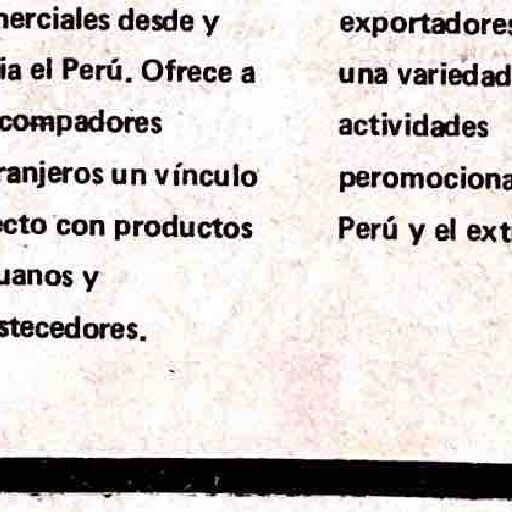 merciales desde y
ia el Perú. Ofrece a
compadores
ranjeros un vínculo
ecto con productos
uanos y
stecedores.
exportadores
una variedad
actividades
peromociona
Perú y el ext